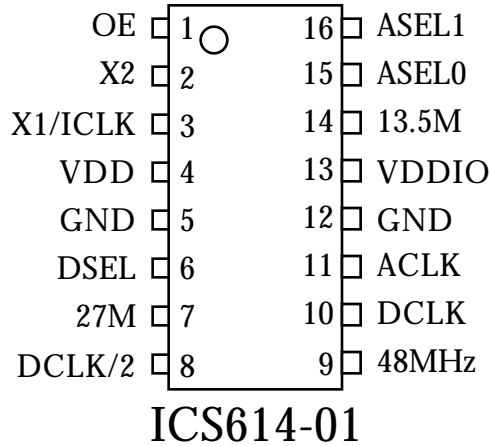 OE 1 16 ASEL1
X2 2 15 ASEL0
X1/ICLK 3 14 13.5M
VDD 4 13 VDDIO
GND 5 12 GND
DSEL 6 11 ACLK
27M 7 10 DCLK
DCLK/2 8 9 48MHz
ICS614-01